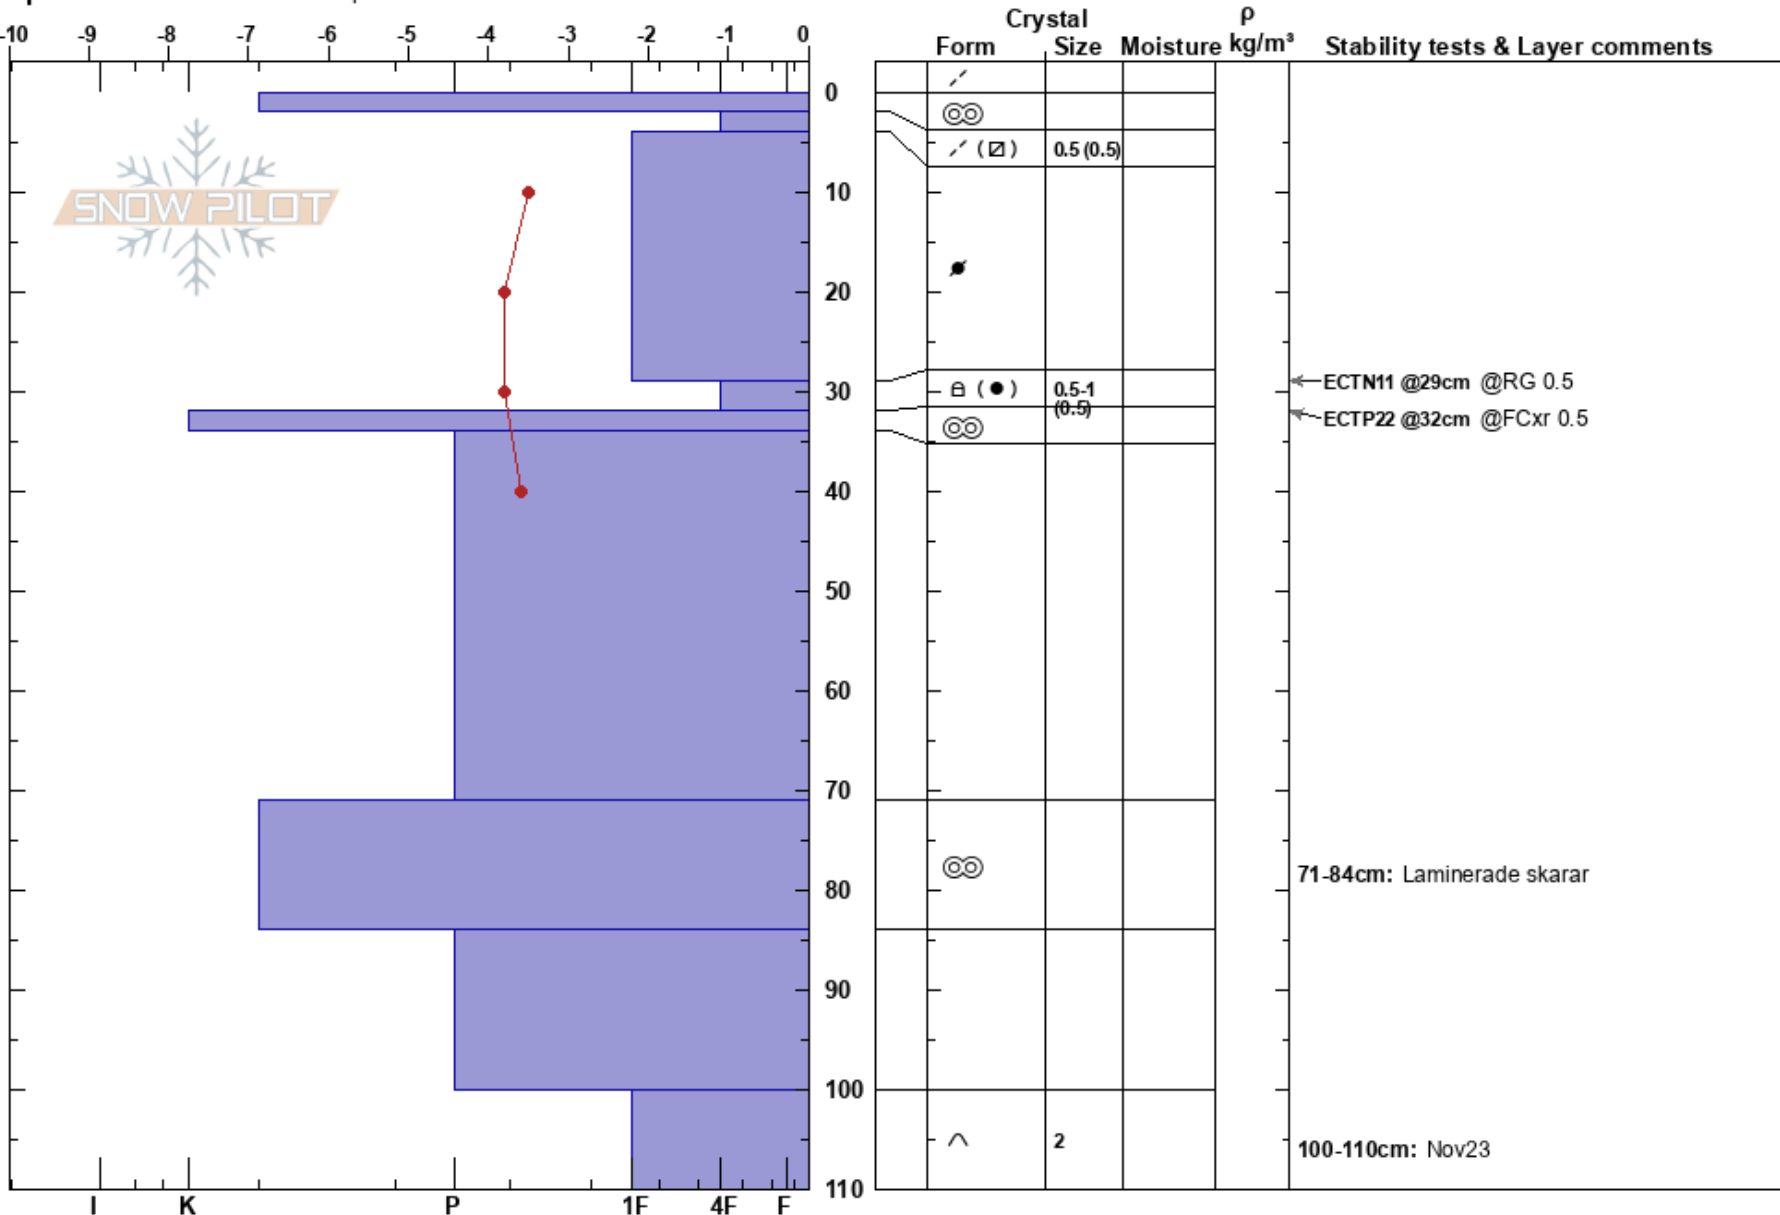 Crystal ρ
-10 -9 -8 -7 -6 -5 -4 -3 -2 -1 0 Form Size Moisture kg/m³ Stability tests & Layer comments
0
0.5 (0.5)
SNOW PILOT
10
20
ECTN11 @29cm @RG 0.5
30 0.5-1
(0.5)
ECTP22 @32cm @FCxr 0.5
40
50
60
70
71-84cm: Laminerade skarar
80
90
100
2
100-110cm: Nov23
110
I K P 1F 4F F